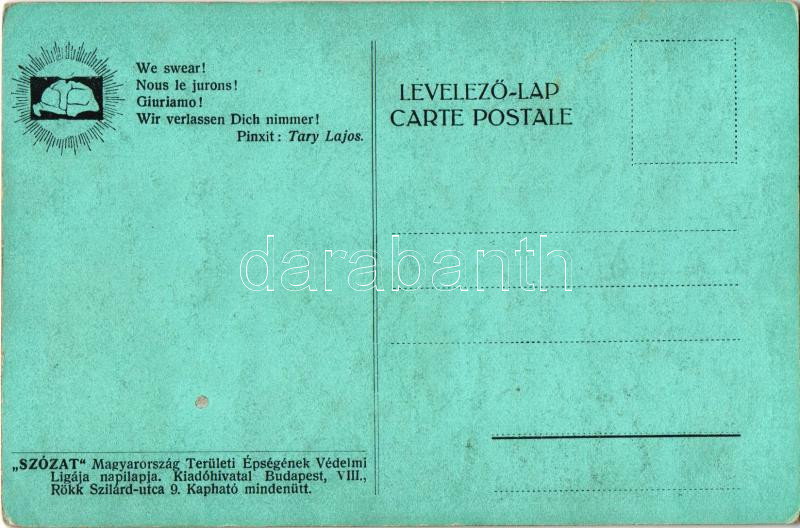 We swear!
Nous le jurons!
Giuriamo!
Wir verlassen Dich nimmer!
Pinxit: Tary Lajos.
LEVELEZŐ-LAP
CARTE POSTALE
darabanth
„SZÓZAT“ Magyarország Területi Épségének Védelmi
Ligája napilapja. Kiadóhivatal Budapest, VIII.,
Rökk Szilárd-utca 9. Kapható mindenütt.